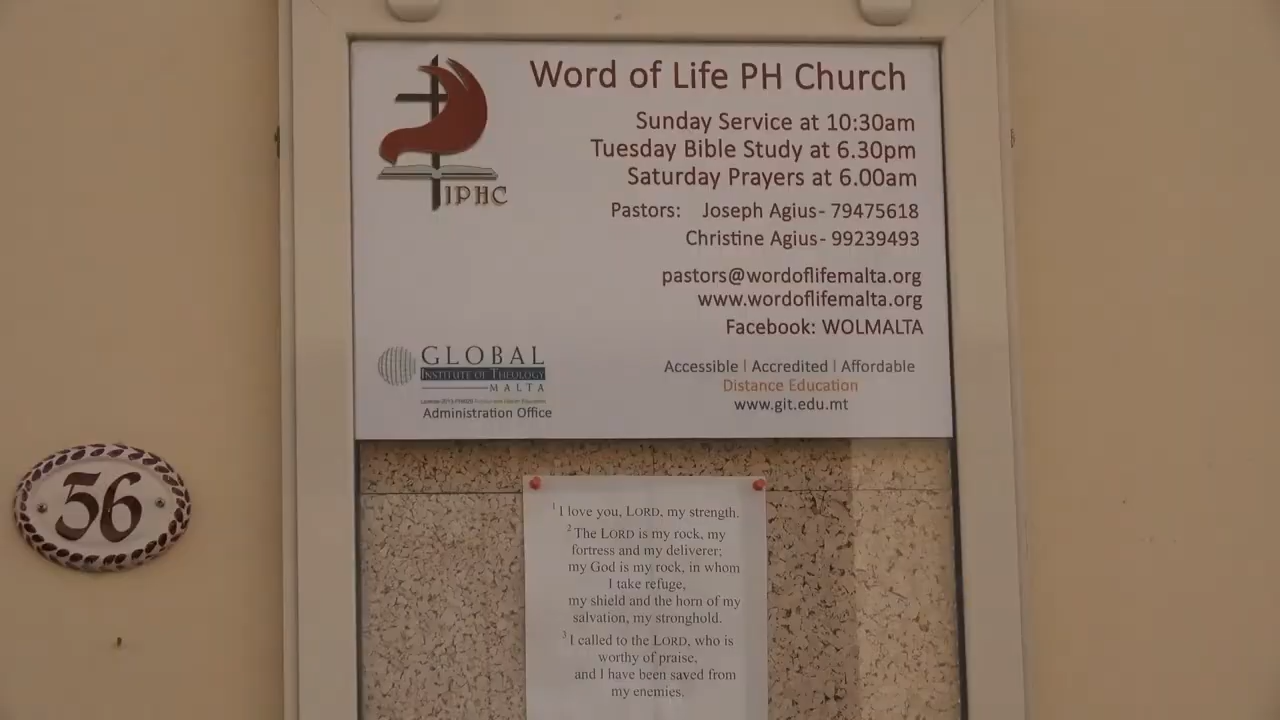 Word of Life PH Church
Sunday Service at 10:30am
Tuesday Bible Study at 6.30pm
Saturday Prayers at 6.00am
IPHC
Pastors: Joseph Agius- 79475618
Christine Agius- 99239493
pastors@wordoflifemalta.org
www.wordoflifemalta.org
Facebook: WOLMALTA
GLOBAL
INSTITUTE OF THEOLOGY
MALTA
Administration Office
Accessible | Accredited | Affordable
Distance Education
www.git.edu.mt
56
1 I love you, LORD, my strength.
2 The LORD is my rock, my
fortress and my deliverer;
my God is my rock, in whom
I take refuge,
my shield and the horn of my
salvation, my stronghold.
3 I called to the LORD, who is
worthy of praise,
and I have been saved from
my enemies.